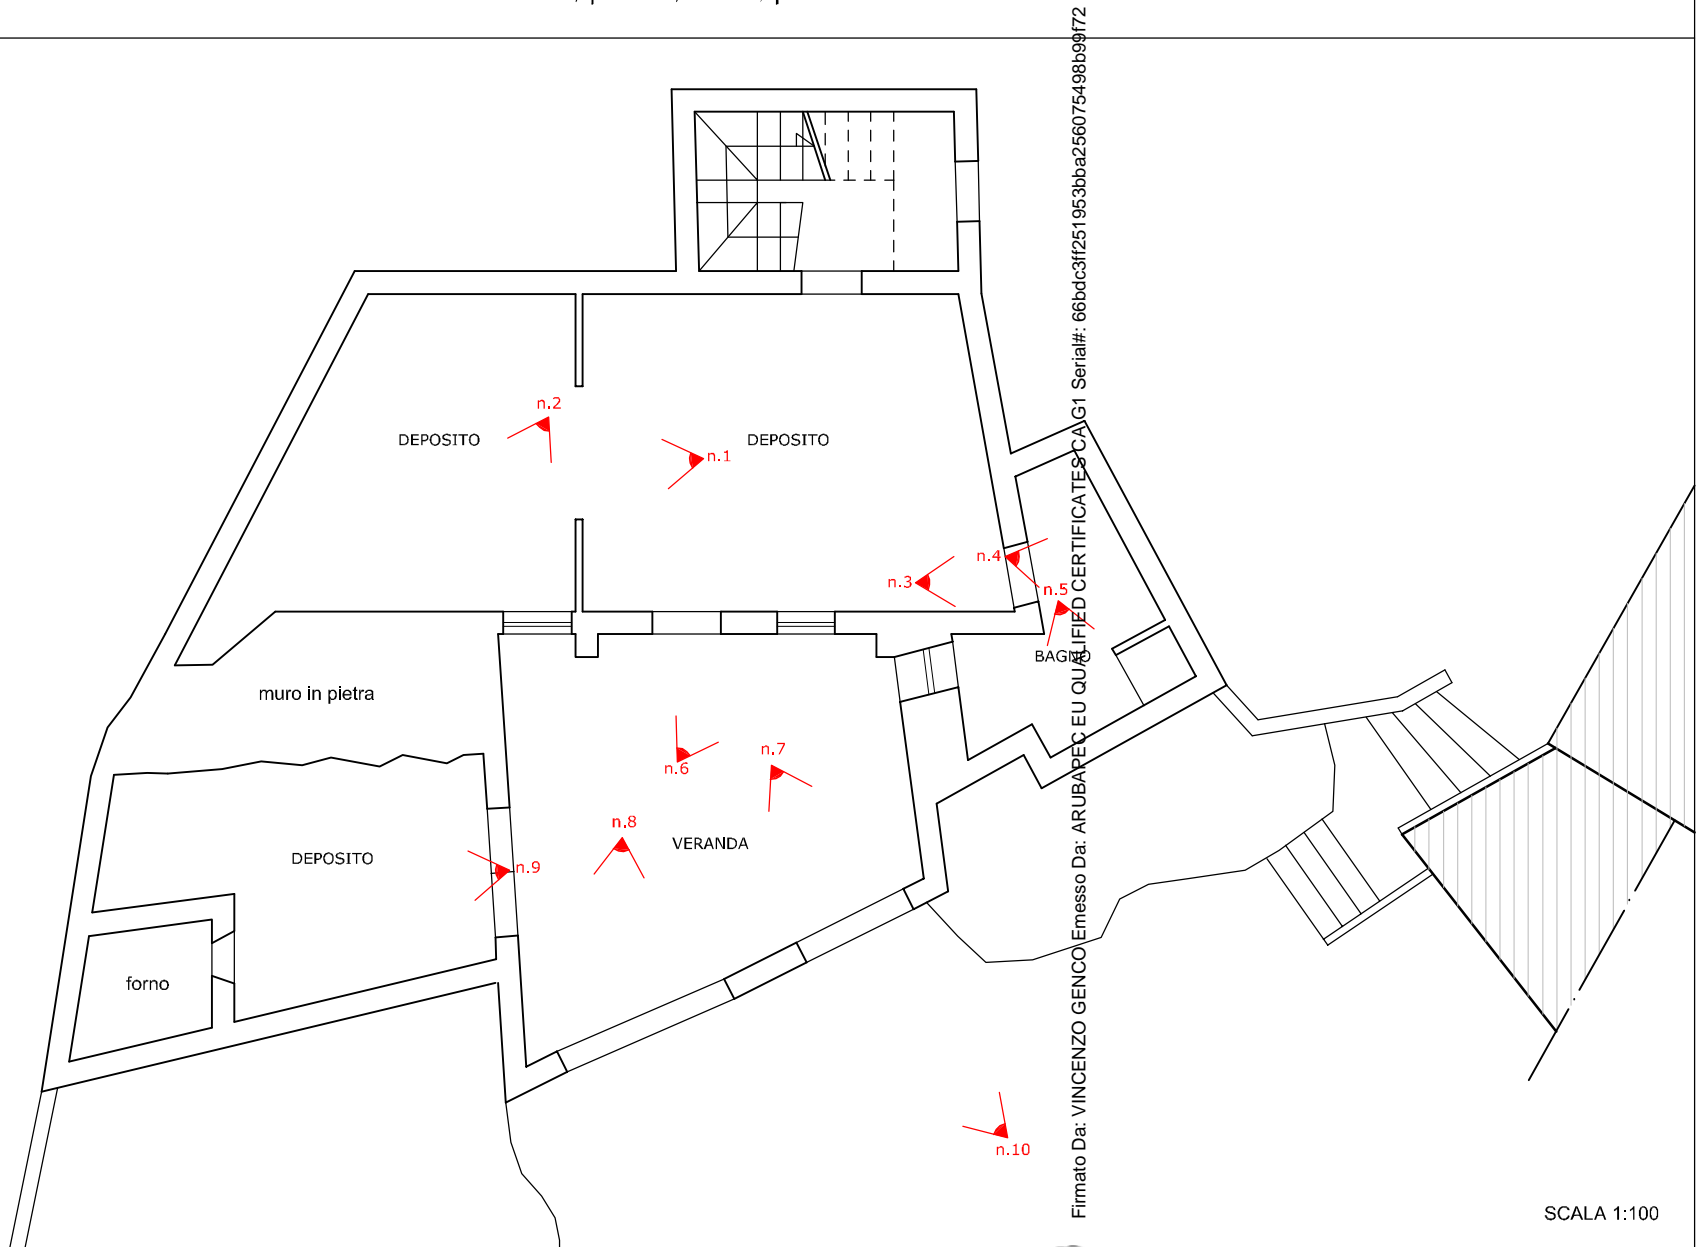 n.2
DEPOSITO
DEPOSITO
n.1
n.4
n.3
n.5
BAGNO
muro in pietra
n.6
n.7
n.8
VERANDA
DEPOSITO
n.9
forno
n.10
SCALA 1:100
Firmato Da: VINCENZO GENCO Emesso Da: ARUBAPEC EU QUALIFIED CERTIFICATES CA G1 Serial#: 66bdc3ff251953bba256075498b99f72